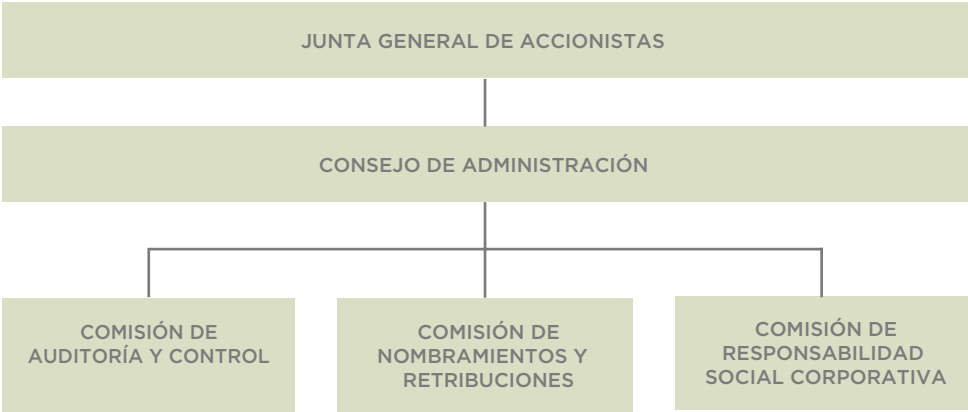 JUNTA GENERAL DE ACCIONISTAS
CONSEJO DE ADMINISTRACIÓN
COMISIÓN DE
AUDITORÍA Y CONTROL
COMISIÓN DE
NOMBRAMIENTOS Y
RETRIBUCIONES
COMISIÓN DE
RESPONSABILIDAD
SOCIAL CORPORATIVA